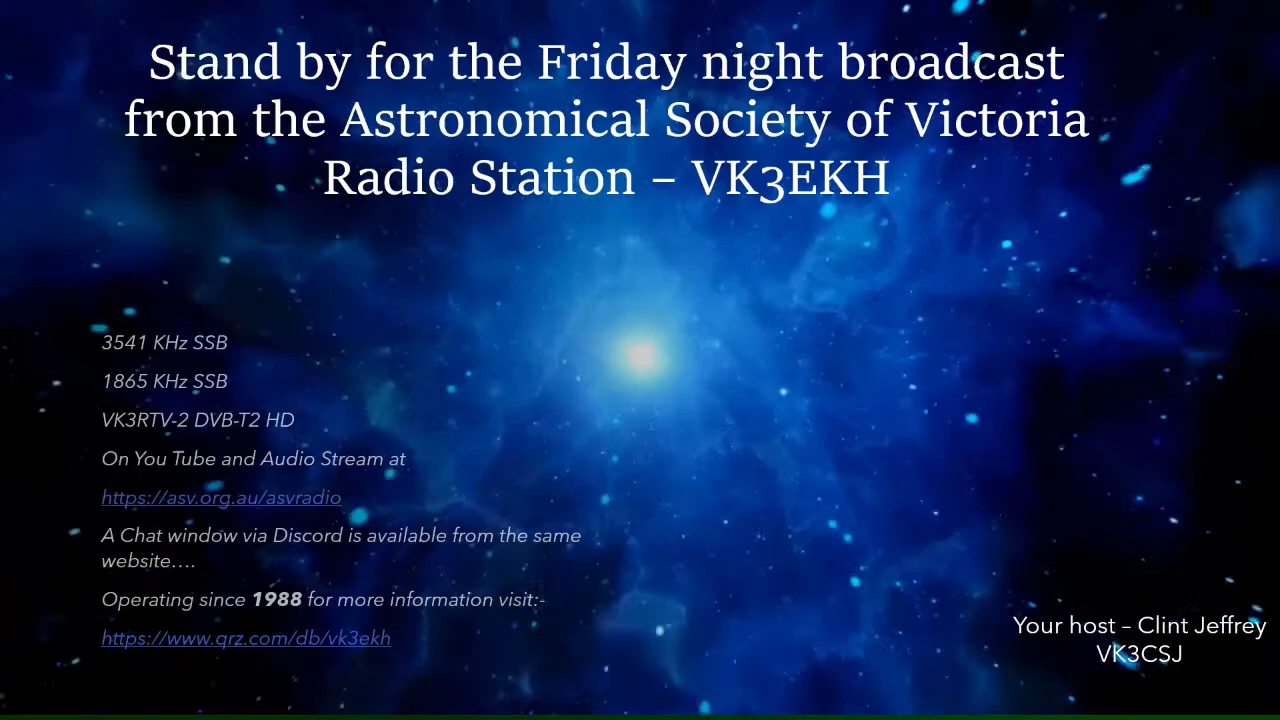 Stand by for the Friday night broadcast
from the Astronomical Society of Victoria
Radio Station – VK3EKH
3541 KHz SSB
1865 KHz SSB
VK3RTV-2 DVB-T2 HD
On You Tube and Audio Stream at
https://asv.org.au/asvradio
A Chat window via Discord is available from the same
website….
Operating since 1988 for more information visit:-
https://www.qrz.com/db/vk3ekh
Your host – Clint Jeffrey
VK3CSJ